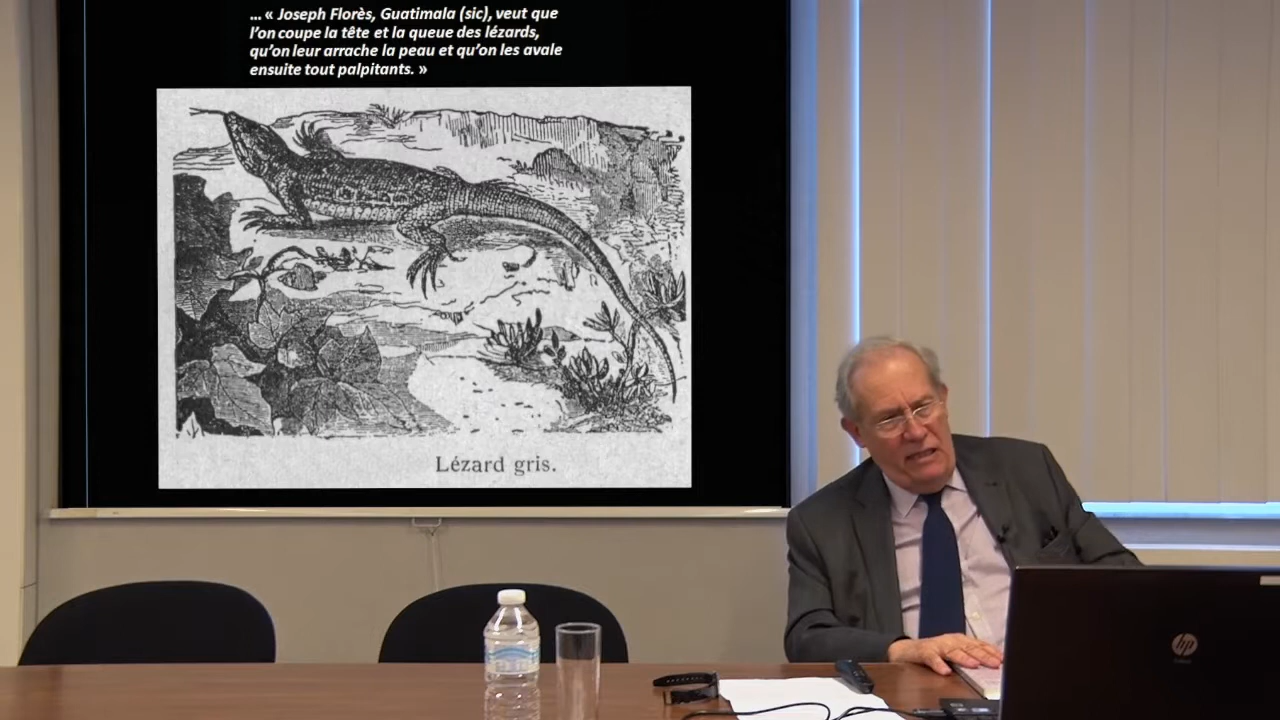 ... « Joseph Florès, Guatimala (sic), veut que
l'on coupe la tête et la queue des lézards,
qu'on leur arrache la peau et qu'on les avale
ensuite tout palpitants. »
Lézard gris.
hp